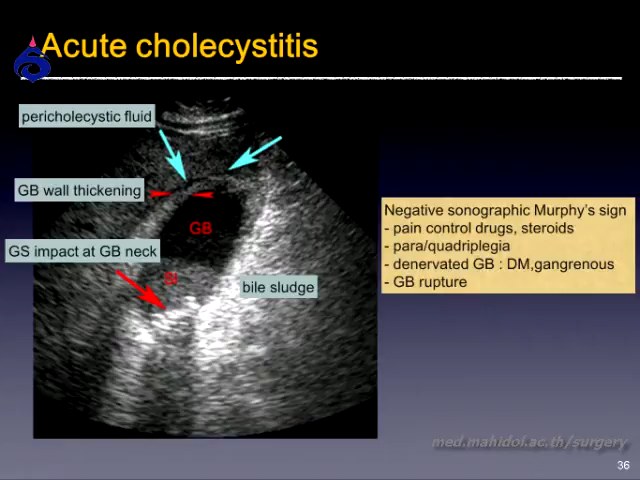 Acute cholecystitis
pericholecystic fluid
GB wall thickening
GB
GS impact at GB neck
Sl
bile sludge
Negative sonographic Murphy's sign
- pain control drugs, steroids
- para/quadriplegia
- denervated GB : DM,gangrenous
- GB rupture
med.mahidol.ac.th/surgery
36